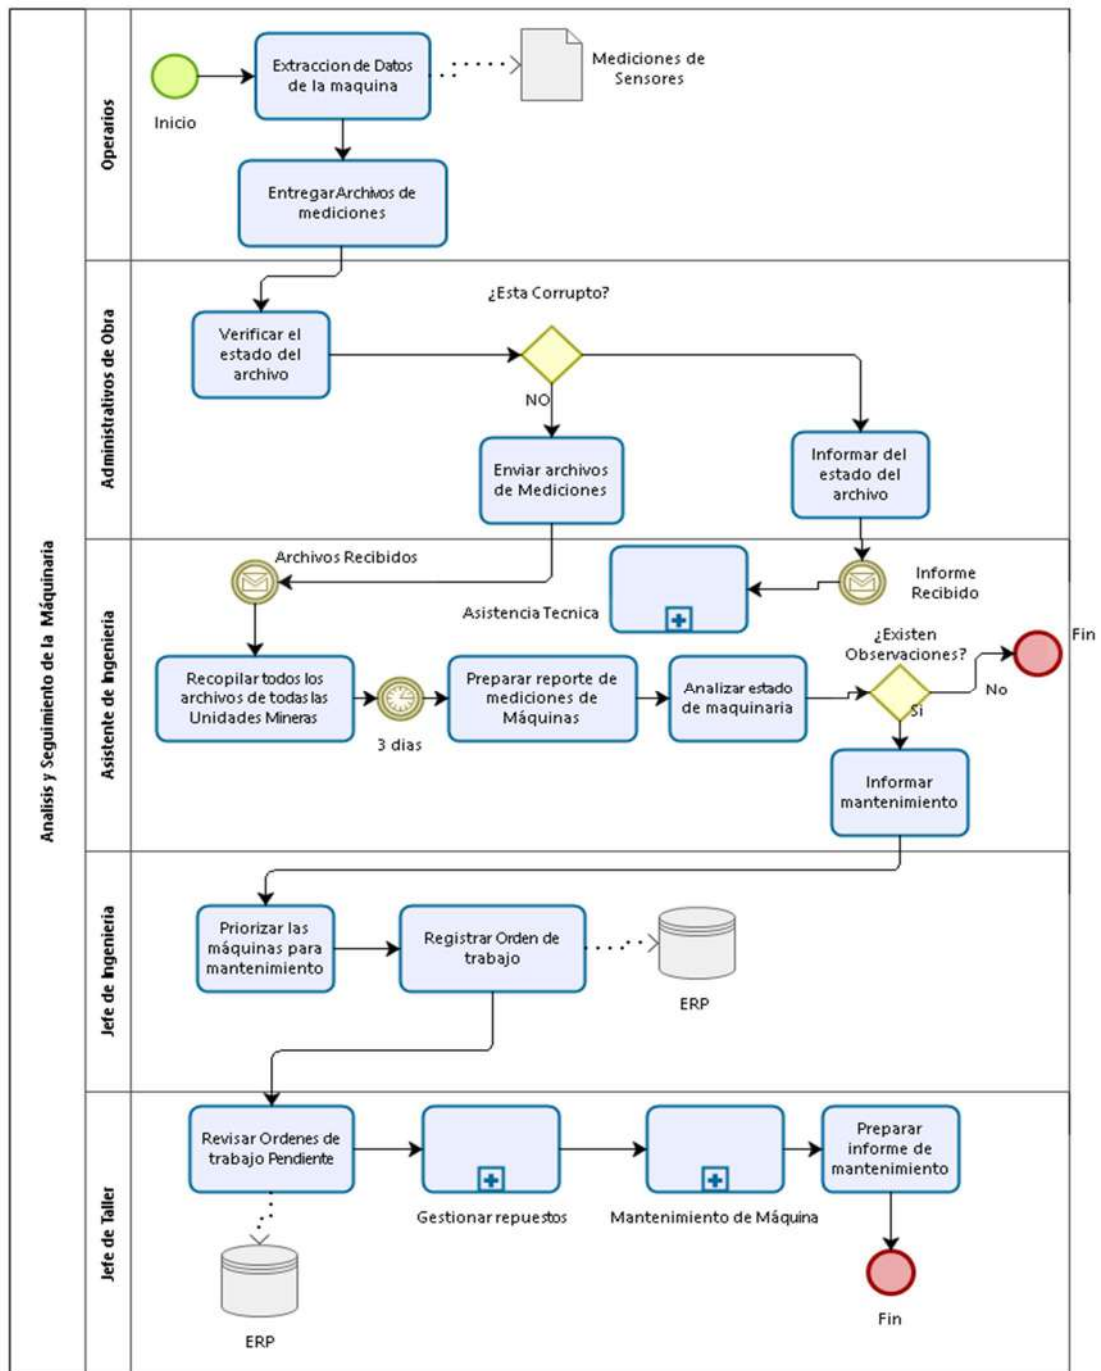 Analisis y Seguimiento de la Máquinaria
Operarios
Inicio
Extraccion de Datos
de la maquina
Mediciones de
Sensores
Entregar Archivos de
mediciones
Administrativos de Obra
¿Esta Corrupto?
Verificar el
estado del
archivo
NO
Enviar archivos
de Mediciones
Informar del
estado del
archivo
Asistente de Ingenieria
Archivos Recibidos
Asistencia Tecnica
Informe
Recibido
Recopilar todos los
archivos de todas las
Unidades Mineras
3 dias
Preparar reporte de
mediciones de
Máquinas
Analizar estado
de maquinaria
¿Existen
Observaciones?
No
Fin
Si
Informar
mantenimiento
Jefe de Ingenieria
Priorizar las
máquinas para
mantenimiento
Registrar Orden de
trabajo
ERP
Jefe de Taller
Revisar Ordenes de
trabajo Pendiente
Gestionar repuestos
Mantenimiento de Máquina
Preparar
informe de
mantenimiento
ERP
Fin